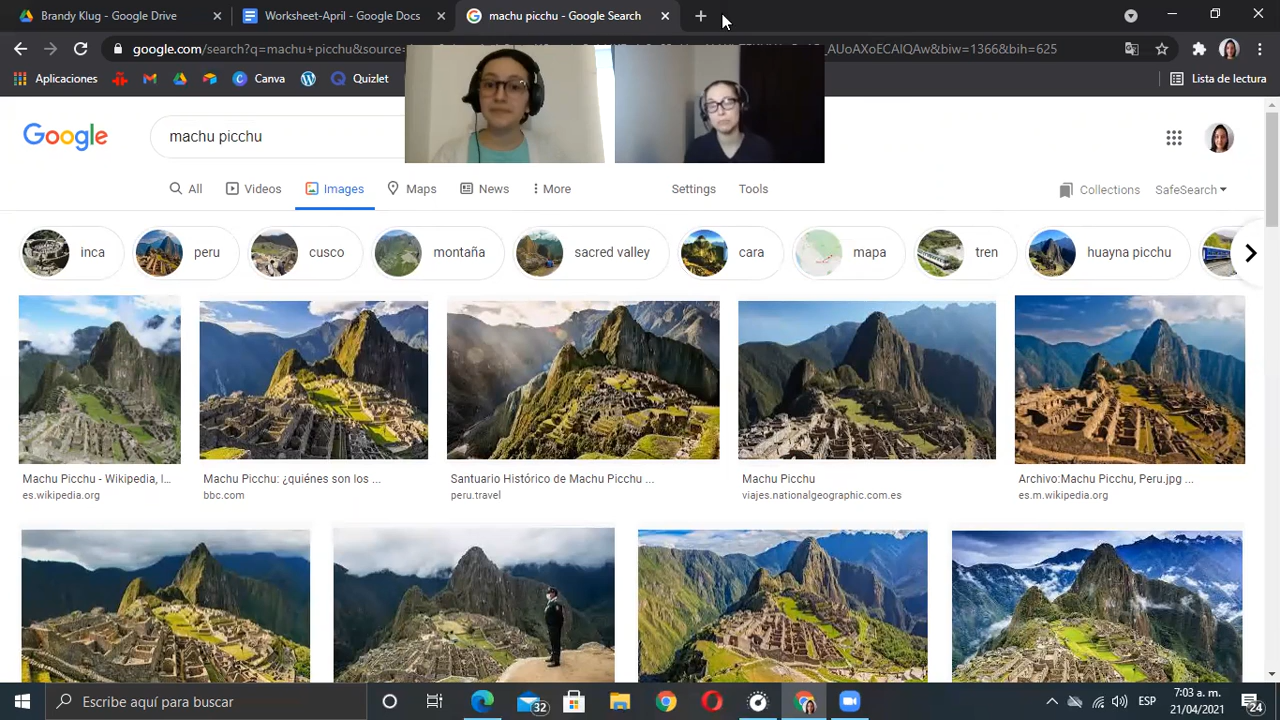 Brandy Klug - Google Drive
Worksheet-April - Google Docs
machu picchu - Google Search
google.com/search?q=machu+picchu&source=
_AUoAXoECAIQAw&biw=1366&bih=625
Aplicaciones
Canva
Quizlet
Lista de lectura
Google
machu picchu
All
Videos
Images
Maps
News
More
Settings
Tools
Collections
SafeSearch
inca
peru
cusco
montaña
sacred valley
cara
mapa
tren
huayna picchu
Machu Picchu - Wikipedia, l...
es.wikipedia.org
Machu Picchu: ¿quiénes son los ...
bbc.com
Santuario Histórico de Machu Picchu ...
peru.travel
Machu Picchu
viajes.nationalgeographic.com.es
Archivo:Machu Picchu, Peru.jpg ...
es.m.wikipedia.org
Escribe aquí para buscar
32
ESP
7:03 a. m.
21/04/2021
24